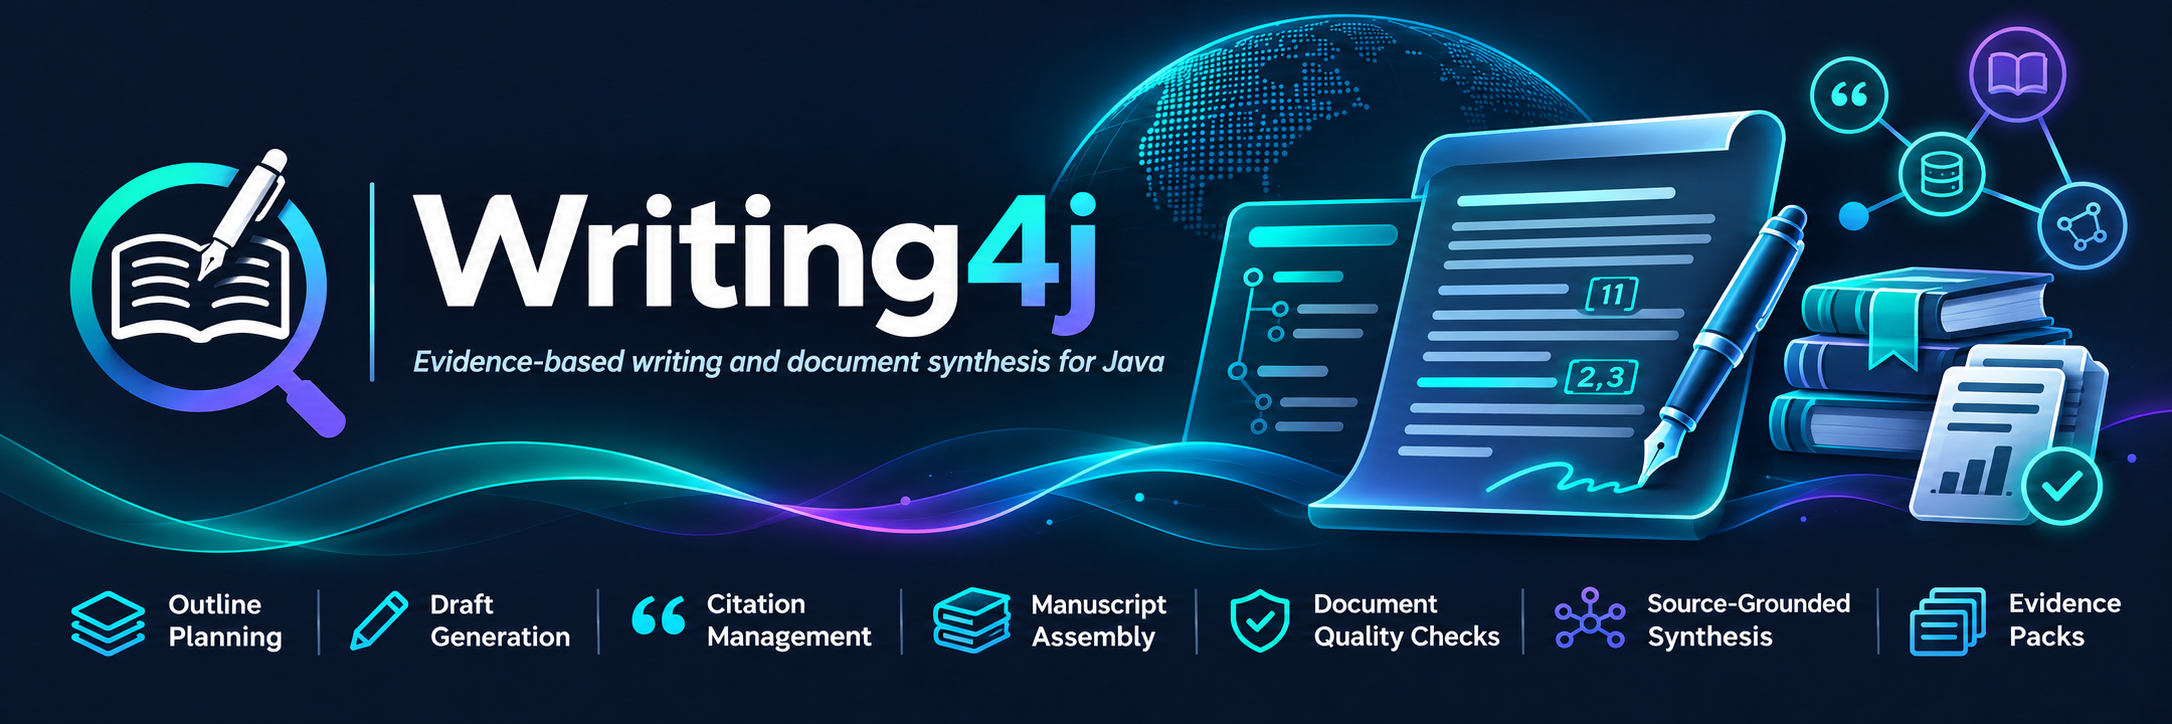 Writing4j
Evidence-based writing and document synthesis for Java
[11]
[2,3]
Outline
Planning
Draft
Generation
Citation
Management
Manuscript
Assembly
Document
Quality Checks
Source-Grounded
Synthesis
Evidence
Packs